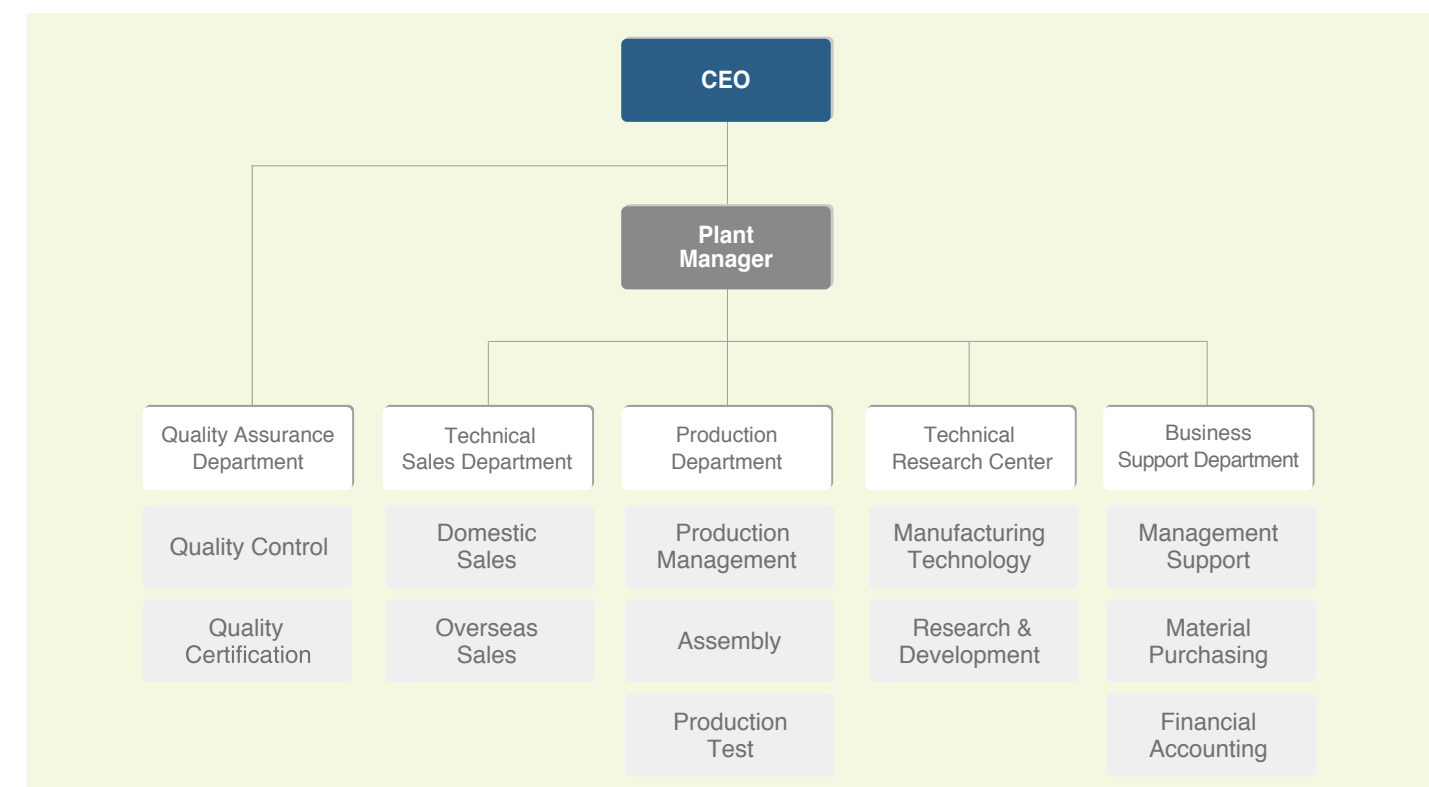 CEO
Plant
Manager
Quality Assurance
Department
Technical
Sales Department
Production
Department
Technical
Research Center
Business
Support Department
Quality Control
Domestic
Sales
Production
Management
Manufacturing
Technology
Management
Support
Quality
Certification
Overseas
Sales
Assembly
Research &
Development
Material
Purchasing
Production
Test
Financial
Accounting